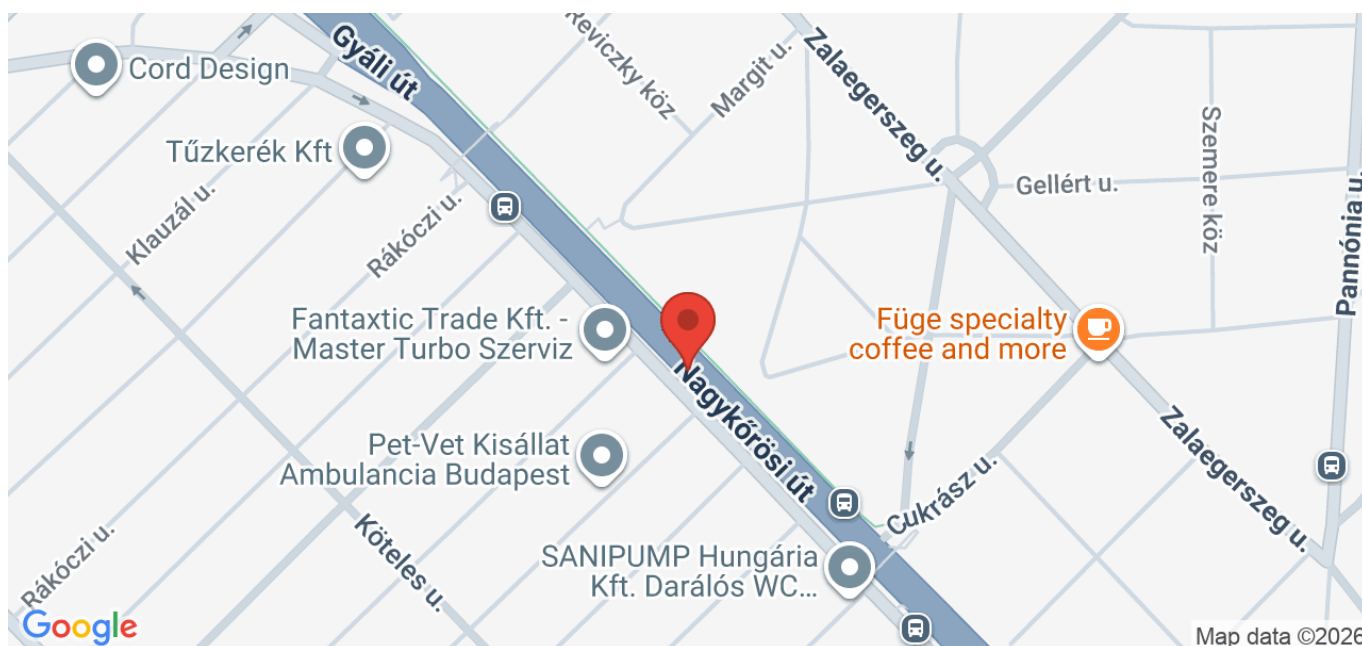 Gyáli út
Cord Design
Reviczky köz
Margit u.
Zalaegerszeg u.
Szemere köz
Tűzkerék Kft
Klauzál u.
Rákóczi u.
Gellért u.
Pannónia u.
Fantaxtic Trade Kft. -
Master Turbo Szerviz
Füge specialty
coffee and more
Nagykőrösi út
Pet-Vet Kisállat
Ambulancia Budapest
Cukrász u.
Zalaegerszeg u.
Rákóczi u.
Köteles u.
SANIPUMP Hungária
Kft. Darálós WC...
Google
Map data ©2026